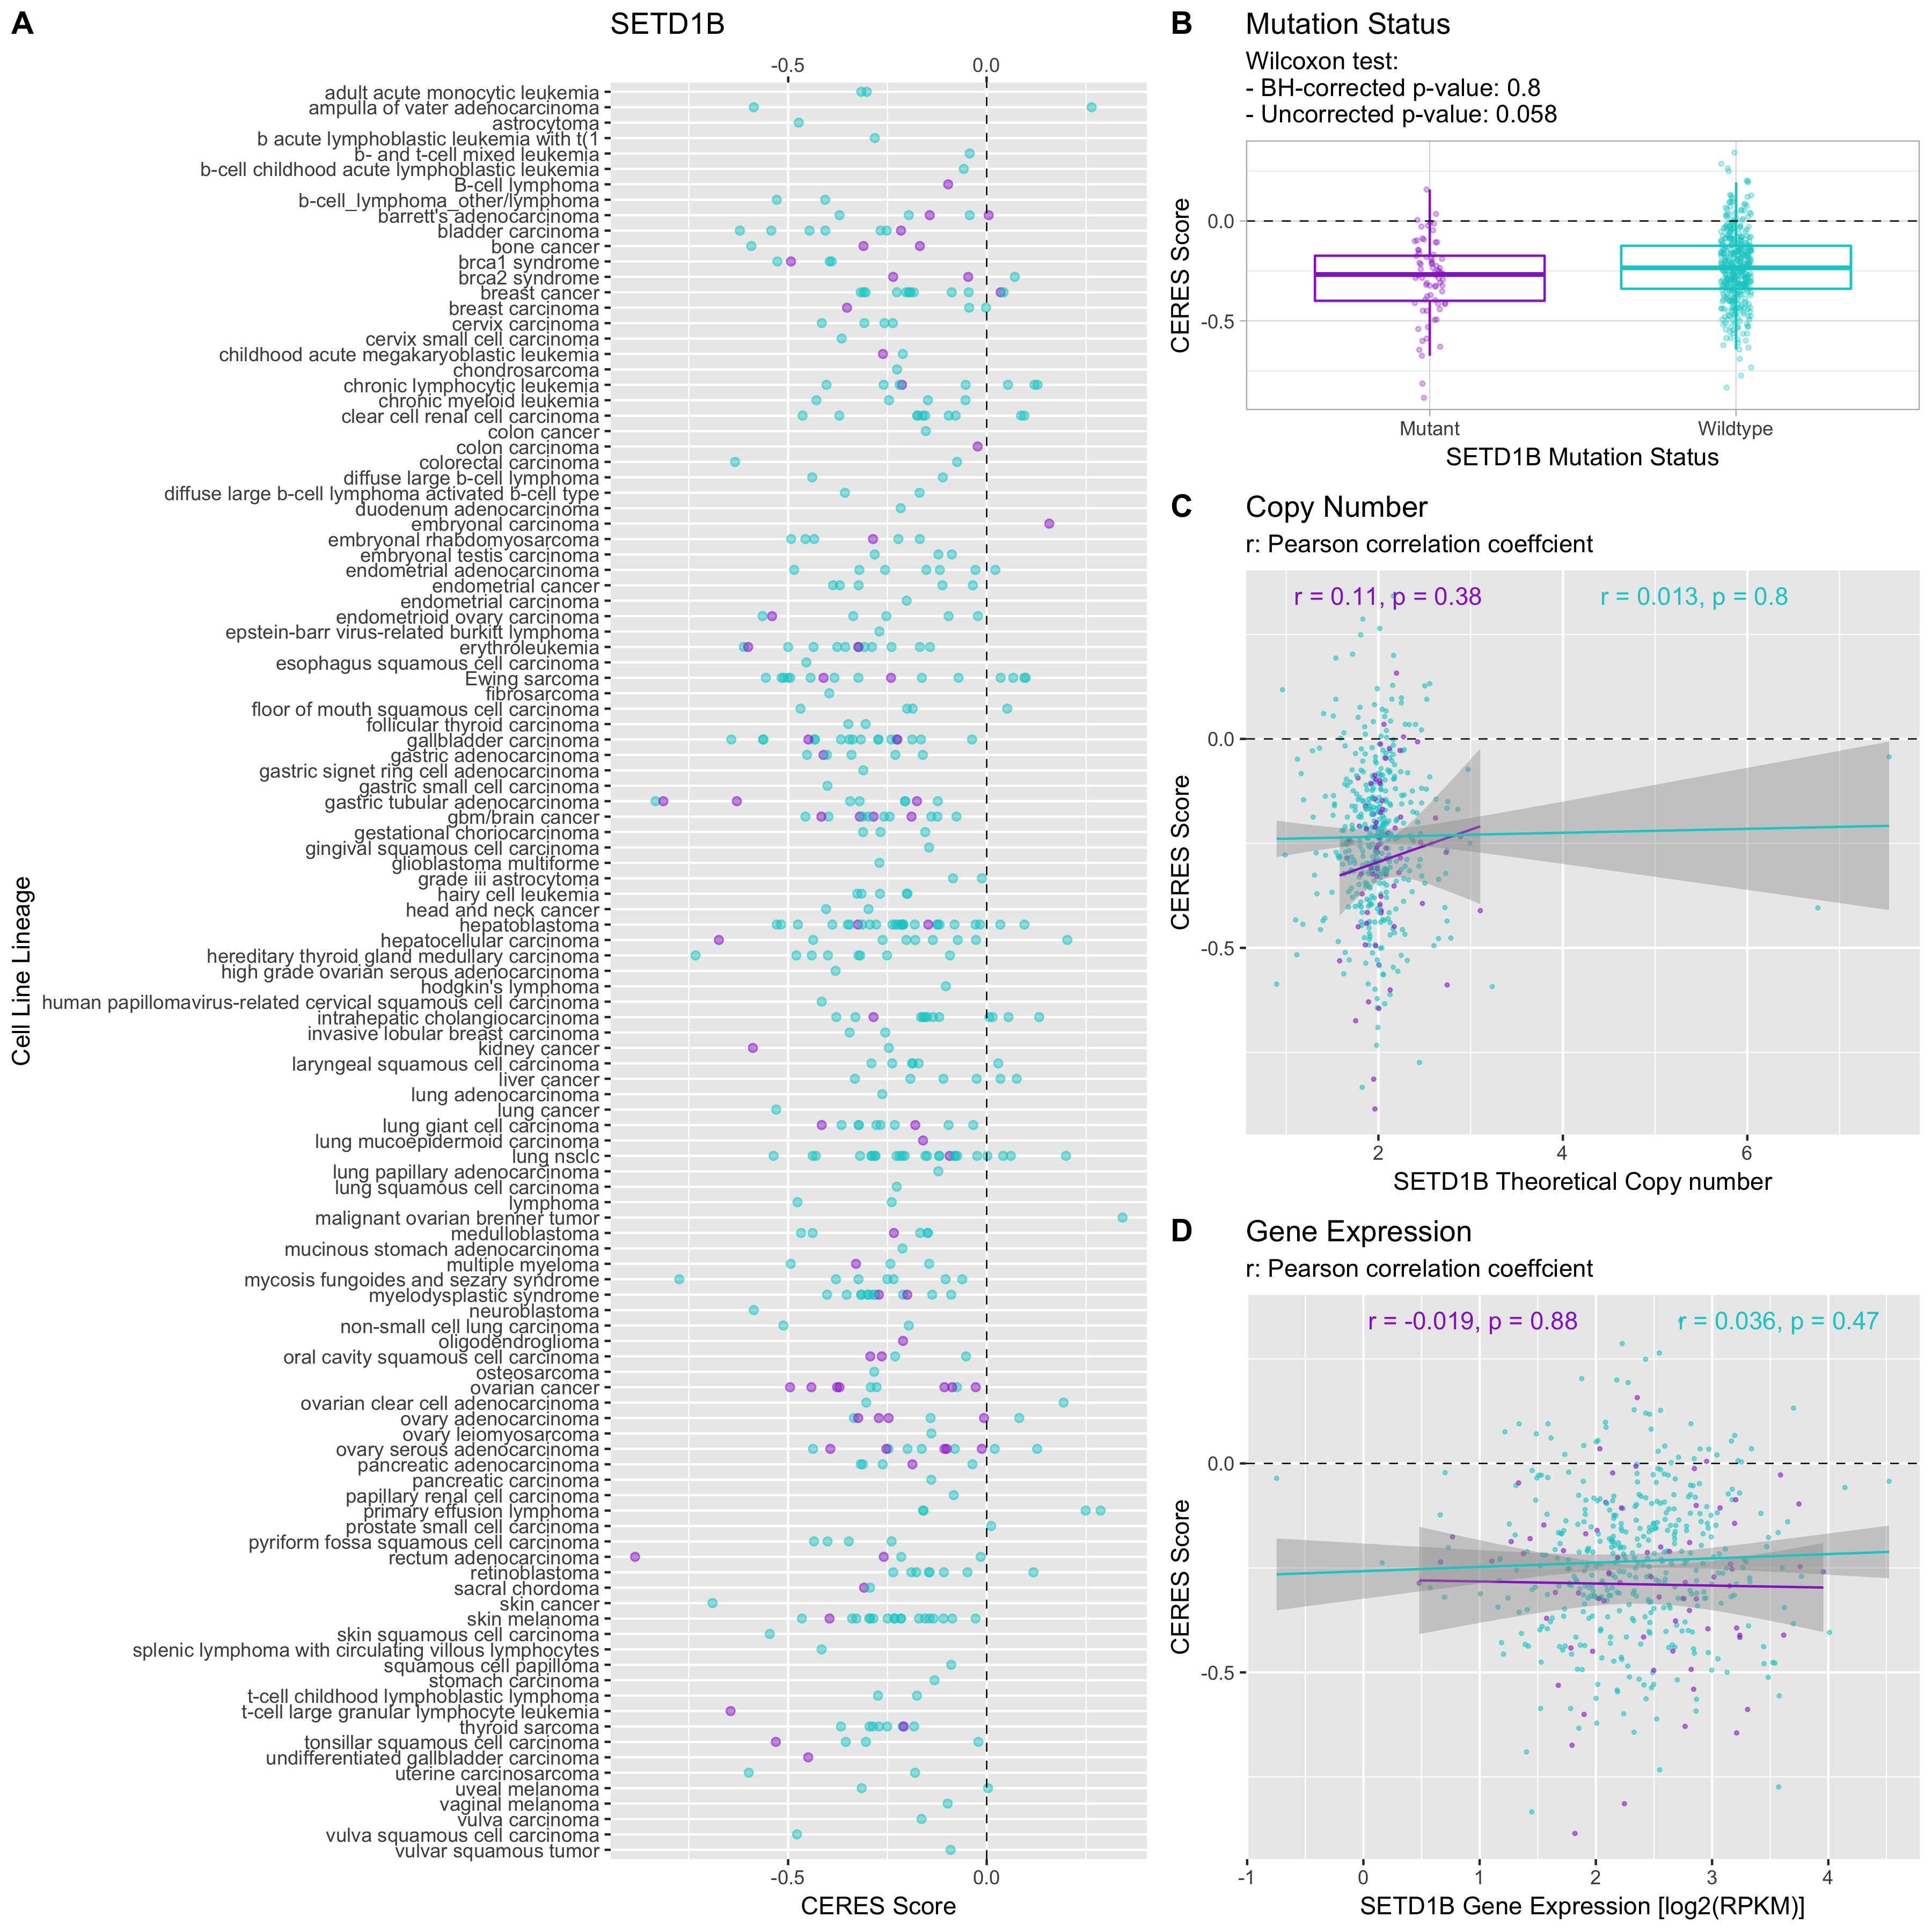 A
SETD1B
-0.5
0.0
adult acute monocytic leukemia
ampulla of vater adenocarcinoma
astrocytoma
b acute lymphoblastic leukemia with t(1
b- and t-cell mixed leukemia
b-cell childhood acute lymphoblastic leukemia
B-cell lymphoma
b-cell_lymphoma_other/lymphoma
barrett's adenocarcinoma
bladder carcinoma
bone cancer
brca1 syndrome
brca2 syndrome
breast cancer
breast carcinoma
cervix carcinoma
cervix small cell carcinoma
childhood acute megakaryoblastic leukemia
chondrosarcoma
chronic lymphocytic leukemia
chronic myeloid leukemia
clear cell renal cell carcinoma
colon cancer
colon carcinoma
colorectal carcinoma
diffuse large b-cell lymphoma
diffuse large b-cell lymphoma activated b-cell type
duodenum adenocarcinoma
embryonal carcinoma
embryonal rhabdomyosarcoma
embryonal testis carcinoma
endometrial adenocarcinoma
endometrial cancer
endometrial carcinoma
endometrioid ovary carcinoma
epstein-barr virus-related burkitt lymphoma
erythroleukemia
esophagus squamous cell carcinoma
Ewing sarcoma
fibrosarcoma
floor of mouth squamous cell carcinoma
follicular thyroid carcinoma
gallbladder carcinoma
gastric adenocarcinoma
gastric signet ring cell adenocarcinoma
gastric small cell carcinoma
gastric tubular adenocarcinoma
gbm/brain cancer
gestational choriocarcinoma
gingival squamous cell carcinoma
glioblastoma multiforme
grade iii astrocytoma
hairy cell leukemia
head and neck cancer
hepatoblastoma
hepatocellular carcinoma
hereditary thyroid gland medullary carcinoma
high grade ovarian serous adenocarcinoma
hodgkin's lymphoma
human papillomavirus-related cervical squamous cell carcinoma
intrahepatic cholangiocarcinoma
invasive lobular breast carcinoma
kidney cancer
laryngeal squamous cell carcinoma
liver cancer
lung adenocarcinoma
lung cancer
lung giant cell carcinoma
lung mucoepidermoid carcinoma
lung nsclc
lung papillary adenocarcinoma
lung squamous cell carcinoma
lymphoma
malignant ovarian brenner tumor
medulloblastoma
mucinous stomach adenocarcinoma
multiple myeloma
mycosis fungoides and sezary syndrome
myelodysplastic syndrome
neuroblastoma
non-small cell lung carcinoma
oligodendroglioma
oral cavity squamous cell carcinoma
osteosarcoma
ovarian cancer
ovarian clear cell adenocarcinoma
ovary adenocarcinoma
ovary leiomyosarcoma
ovary serous adenocarcinoma
pancreatic adenocarcinoma
pancreatic carcinoma
papillary renal cell carcinoma
primary effusion lymphoma
prostate small cell carcinoma
pyriform fossa squamous cell carcinoma
rectum adenocarcinoma
retinoblastoma
sacral chordoma
skin cancer
skin melanoma
skin squamous cell carcinoma
splenic lymphoma with circulating villous lymphocytes
squamous cell papilloma
stomach carcinoma
t-cell childhood lymphoblastic lymphoma
t-cell large granular lymphocyte leukemia
thyroid sarcoma
tonsillar squamous cell carcinoma
undifferentiated gallbladder carcinoma
uterine carcinosarcoma
uveal melanoma
vaginal melanoma
vulva carcinoma
vulva squamous cell carcinoma
vulvar squamous tumor
-0.5
0.0
CERES Score
Cell Line Lineage
B
Mutation Status
Wilcoxon test:
- BH-corrected p-value: 0.8
- Uncorrected p-value: 0.058
0.0
-0.5
CERES Score
Mutant
Wildtype
SETD1B Mutation Status
C
Copy Number
r: Pearson correlation coeffcient
r = 0.11, p = 0.38
r = 0.013, p = 0.8
0.0
-0.5
CERES Score
2
4
6
SETD1B Theoretical Copy number
D
Gene Expression
r: Pearson correlation coeffcient
r = -0.019, p = 0.88
r = 0.036, p = 0.47
0.0
-0.5
CERES Score
-1
0
1
2
3
4
SETD1B Gene Expression [log2(RPKM)]